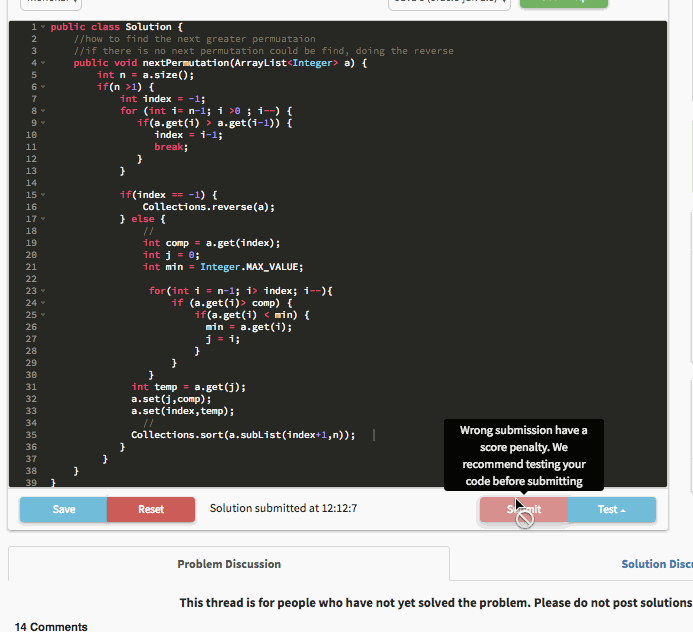 1 public class Solution {
2 //how to find the next greater permuataion
3 //if there is no next permutation could be find, doing the reverse
4 public void nextPermutation(ArrayList<Integer> a) {
5 int n = a.size();
6 if(n >1) {
7 int index = -1;
8 for (int i= n-1; i >0 ; i--) {
9 if(a.get(i) > a.get(i-1)) {
10 index = i-1;
11 break;
12 }
13 }
14
15 if(index == -1) {
16 Collections.reverse(a);
17 } else {
18 //
19 int comp = a.get(index);
20 int j = 0;
21 int min = Integer.MAX_VALUE;
22
23 for(int i = n-1; i> index; i--){
24 if (a.get(i)> comp) {
25 if(a.get(i) < min) {
26 min = a.get(i);
27 j = i;
28 }
29 }
30 }
31 int temp = a.get(j);
32 a.set(j,comp);
33 a.set(index,temp);
34 //
35 Collections.sort(a.subList(index+1,n));
36 }
37 }
38 }
39 }
Wrong submission have a
score penalty. We
recommend testing your
code before submitting
Save Reset Solution submitted at 12:12:7 Submit Test
Problem Discussion Solution Discu
This thread is for people who have not yet solved the problem. Please do not post solutions
14 Comments